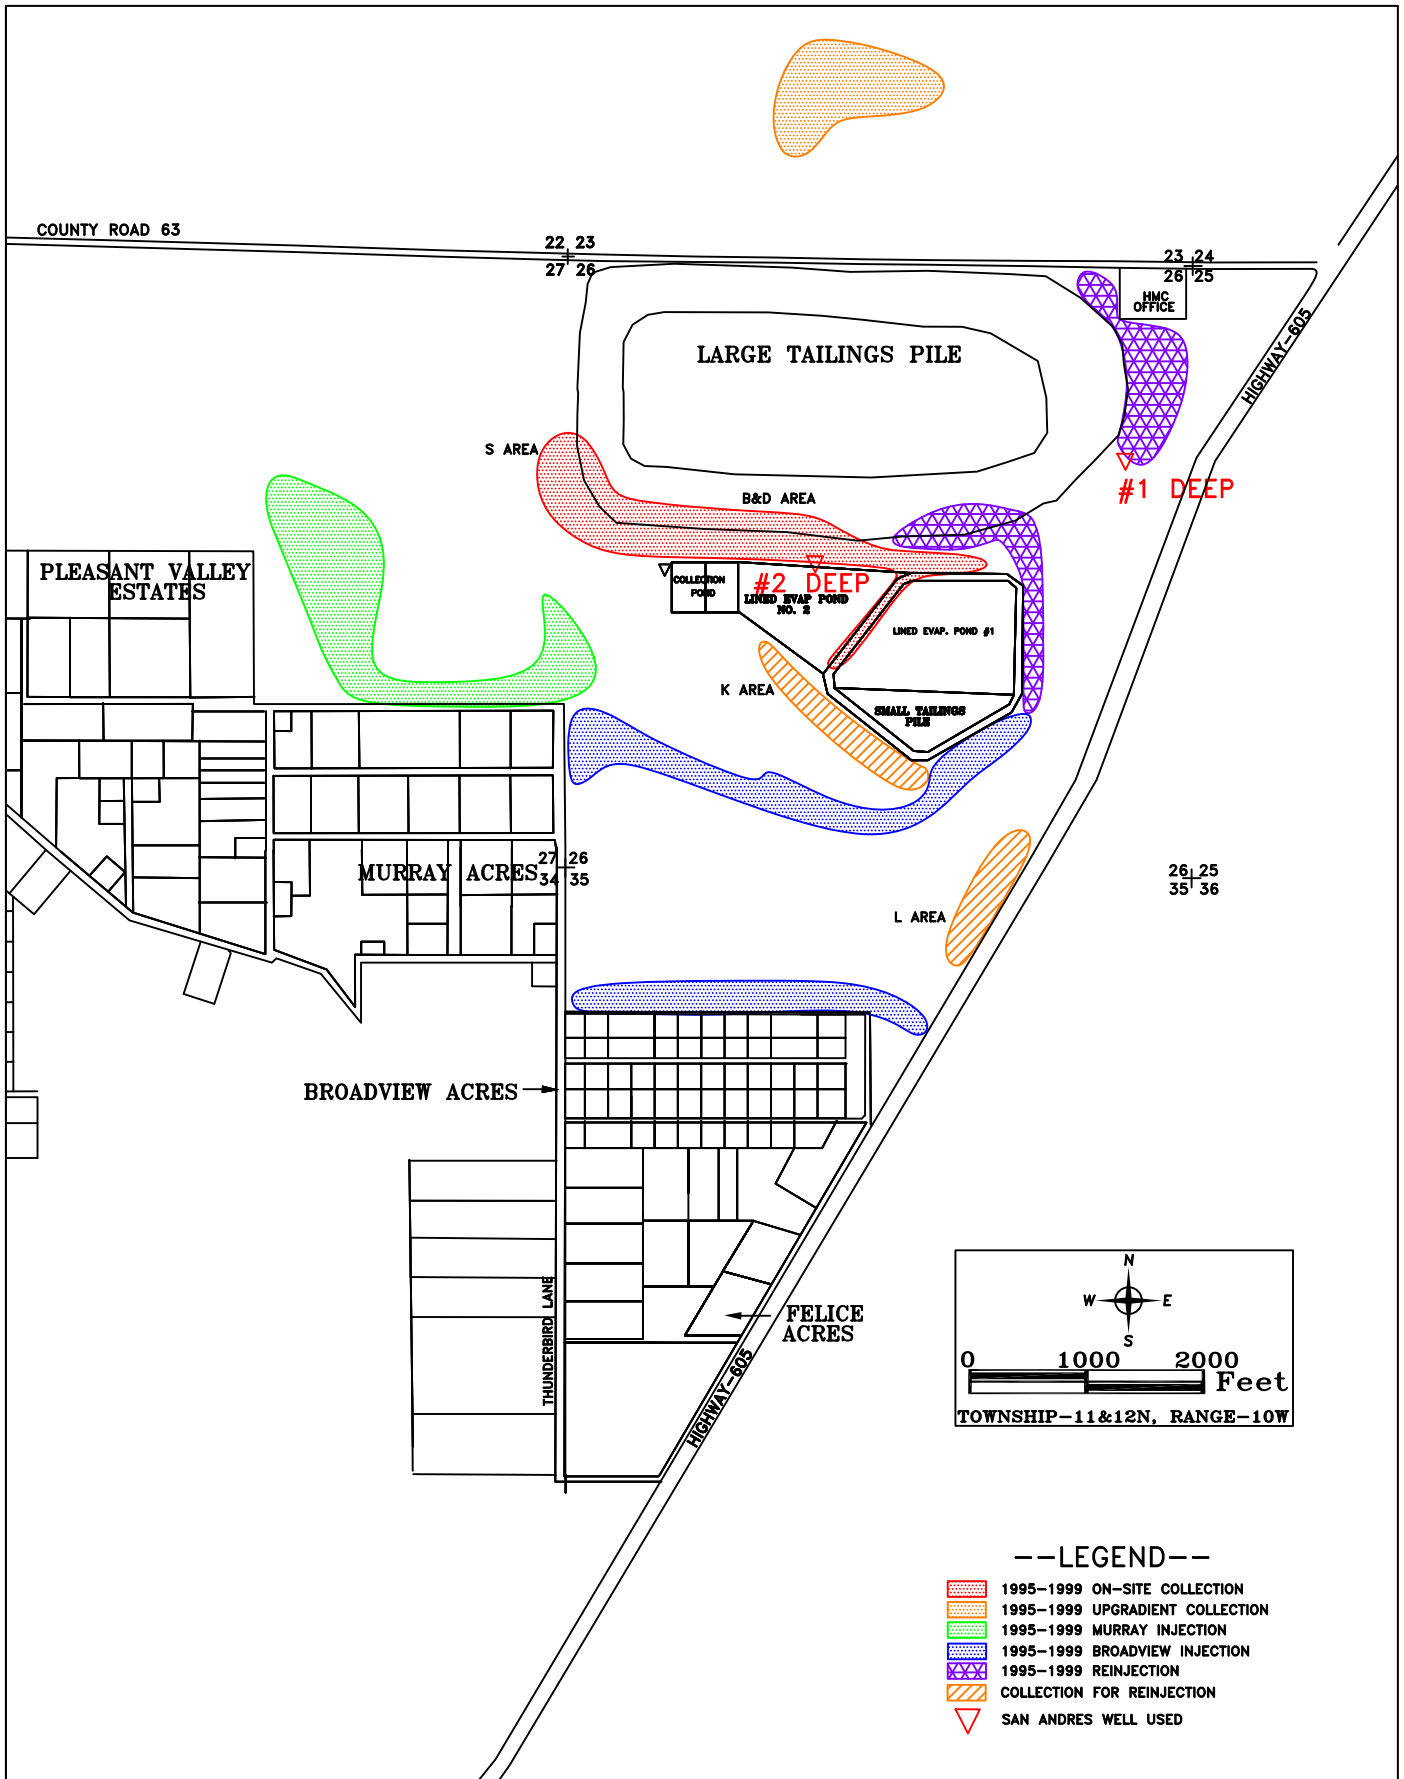 COUNTY ROAD 63
22 23
27 26
23 24
26 25
HMC
OFFICE
HIGHWAY-605
LARGE TAILINGS PILE
S AREA
B&D AREA
#1 DEEP
PLEASANT VALLEY
ESTATES
COLLECTION
POND
#2 DEEP
LINED EVAP POND
NO. 2
LINED EVAP. POND #1
K AREA
SMALL TAILINGS
PILE
MURRAY ACRES
27 26
34 35
26 25
35 36
L AREA
BROADVIEW ACRES
THUNDERBIRD LANE
FELICE
ACRES
HIGHWAY-605
N
W E
S
0 1000 2000
Feet
TOWNSHIP-11&12N, RANGE-10W
--LEGEND--
1995-1999 ON-SITE COLLECTION
1995-1999 UPGRADIENT COLLECTION
1995-1999 MURRAY INJECTION
1995-1999 BROADVIEW INJECTION
1995-1999 REINJECTION
COLLECTION FOR REINJECTION
SAN ANDRES WELL USED